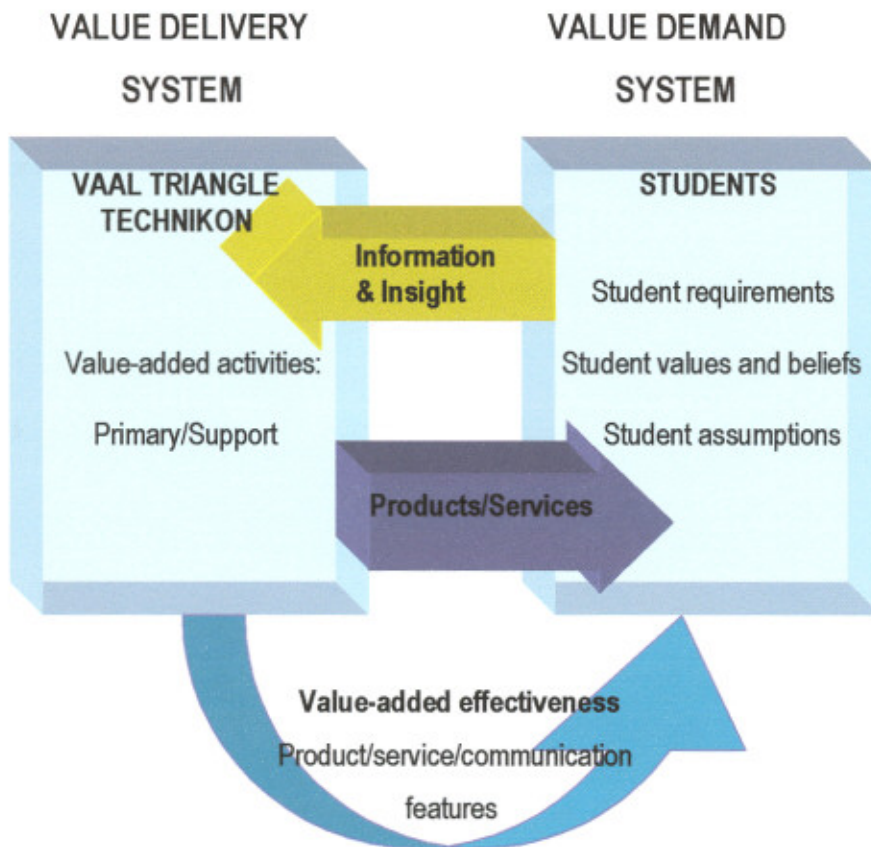 VALUE DELIVERY
SYSTEM
VALUE DEMAND
SYSTEM
VAAL TRIANGLE
TECHNIKON
Value-added activities:
Primary/Support
Information
& Insight
STUDENTS
Student requirements
Student values and beliefs
Student assumptions
Products/Services
Value-added effectiveness
Product/service/communication
features